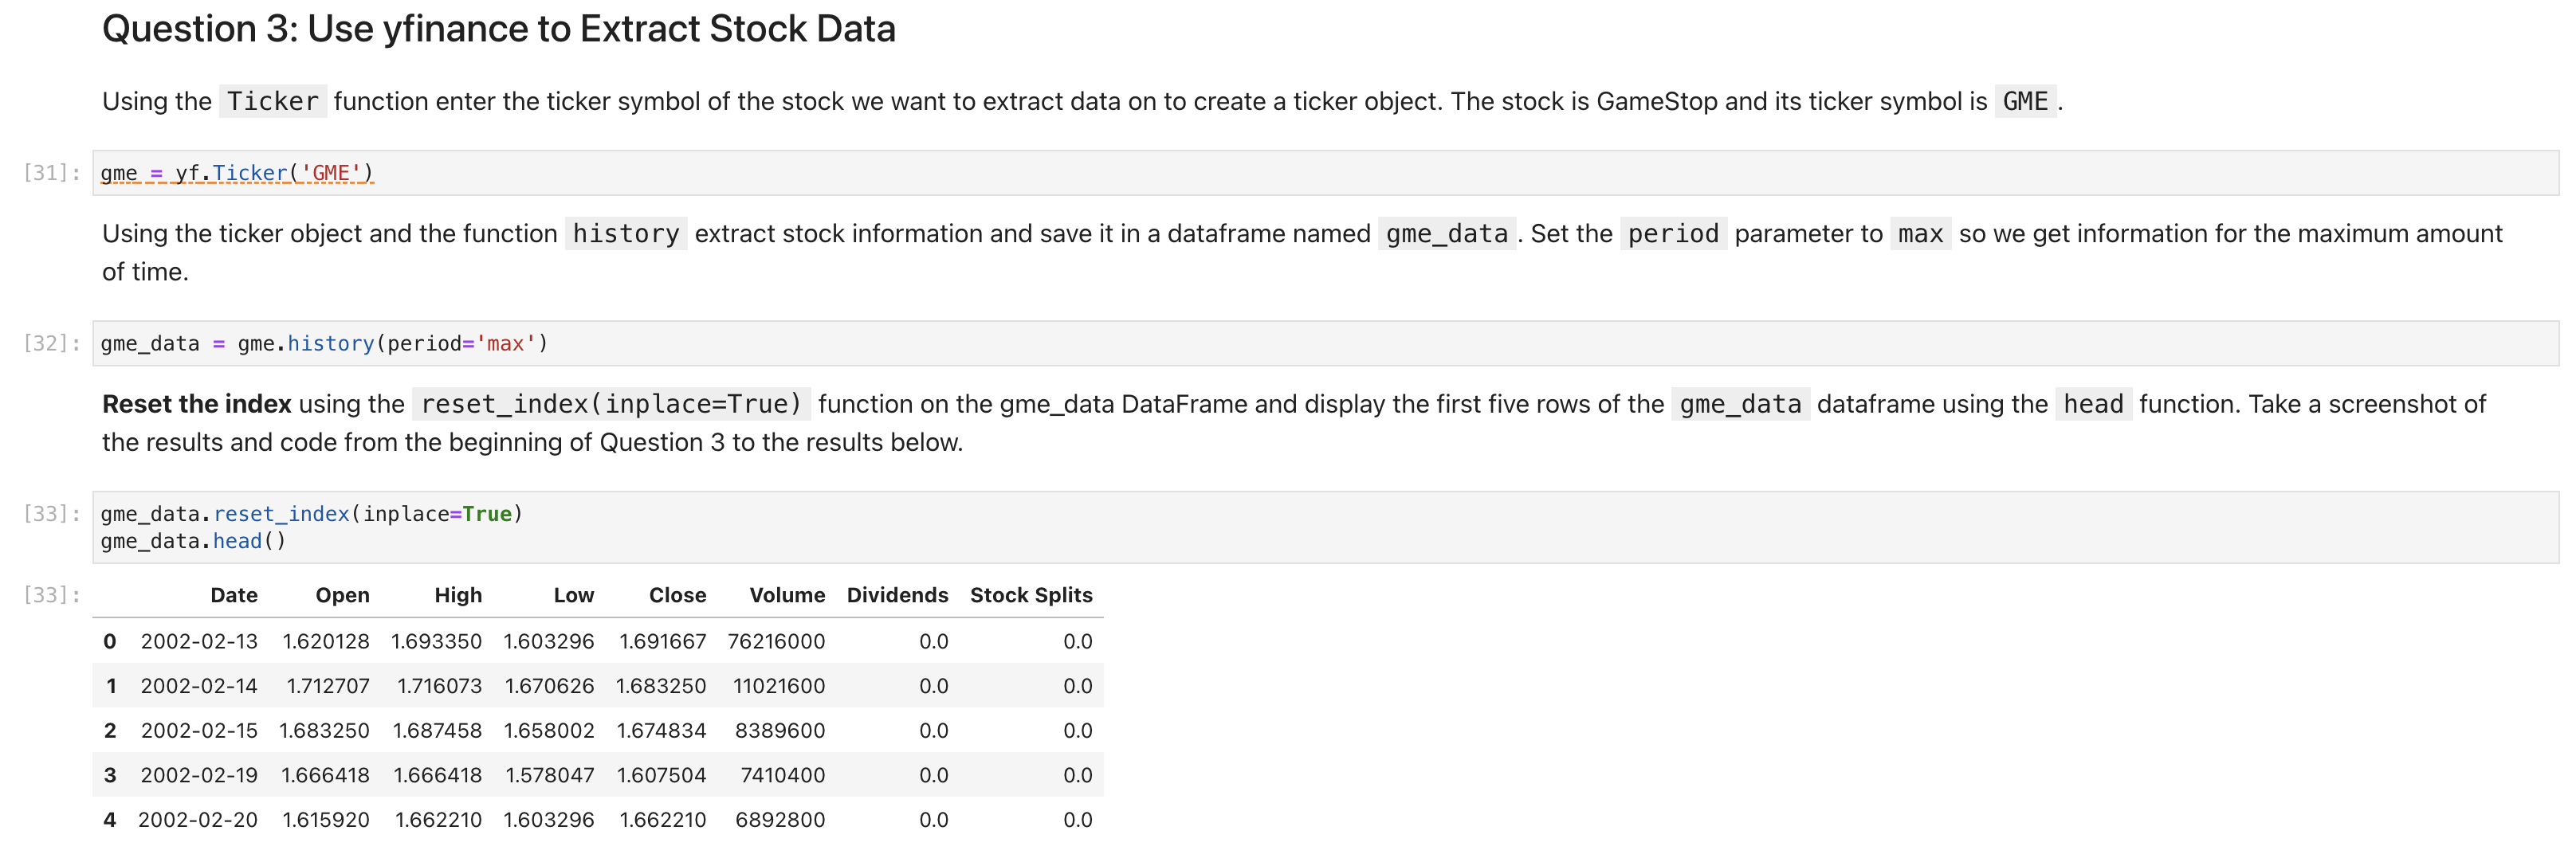 Question 3: Use yfinance to Extract Stock Data
Using the Ticker function enter the ticker symbol of the stock we want to extract data on to create a ticker object. The stock is GameStop and its ticker symbol is GME .
[31]: gme = yf.Ticker('GME')
Using the ticker object and the function history extract stock information and save it in a dataframe named gme_data . Set the period parameter to max so we get information for the maximum amount
of time.
[32]: gme_data = gme.history(period='max')
Reset the index using the reset_index(inplace=True) function on the gme_data DataFrame and display the first five rows of the gme_data dataframe using the head function. Take a screenshot of
the results and code from the beginning of Question 3 to the results below.
[33]: gme_data.reset_index(inplace=True)
gme_data.head()
[33]: Date Open High Low Close Volume Dividends Stock Splits
0 2002-02-13 1.620128 1.693350 1.603296 1.691667 76216000 0.0 0.0
1 2002-02-14 1.712707 1.716073 1.670626 1.683250 11021600 0.0 0.0
2 2002-02-15 1.683250 1.687458 1.658002 1.674834 8389600 0.0 0.0
3 2002-02-19 1.666418 1.666418 1.578047 1.607504 7410400 0.0 0.0
4 2002-02-20 1.615920 1.662210 1.603296 1.662210 6892800 0.0 0.0